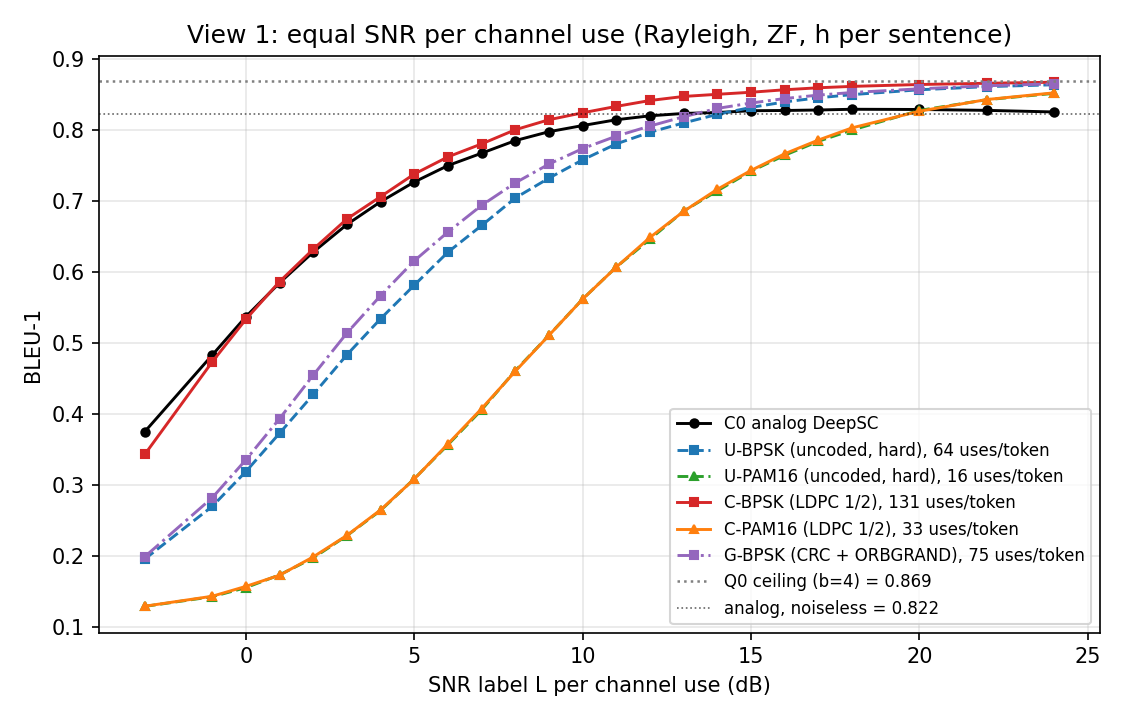 View 1: equal SNR per channel use (Rayleigh, ZF, h per sentence)
BLEU-1
0.9
0.8
0.7
0.6
0.5
0.4
0.3
0.2
0.1
C0 analog DeepSC
U-BPSK (uncoded, hard), 64 uses/token
U-PAM16 (uncoded, hard), 16 uses/token
C-BPSK (LDPC 1/2), 131 uses/token
C-PAM16 (LDPC 1/2), 33 uses/token
G-BPSK (CRC + ORBGRAND), 75 uses/token
Q0 ceiling (b=4) = 0.869
analog, noiseless = 0.822
0 5 10 15 20 25
SNR label L per channel use (dB)